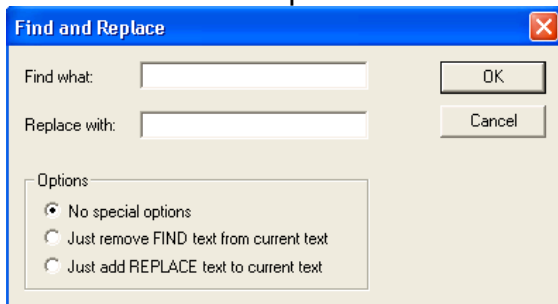 Find and Replace
Find what:
OK
Replace with:
Cancel
Options
No special options
Just remove FIND text from current text
Just add REPLACE text to current text